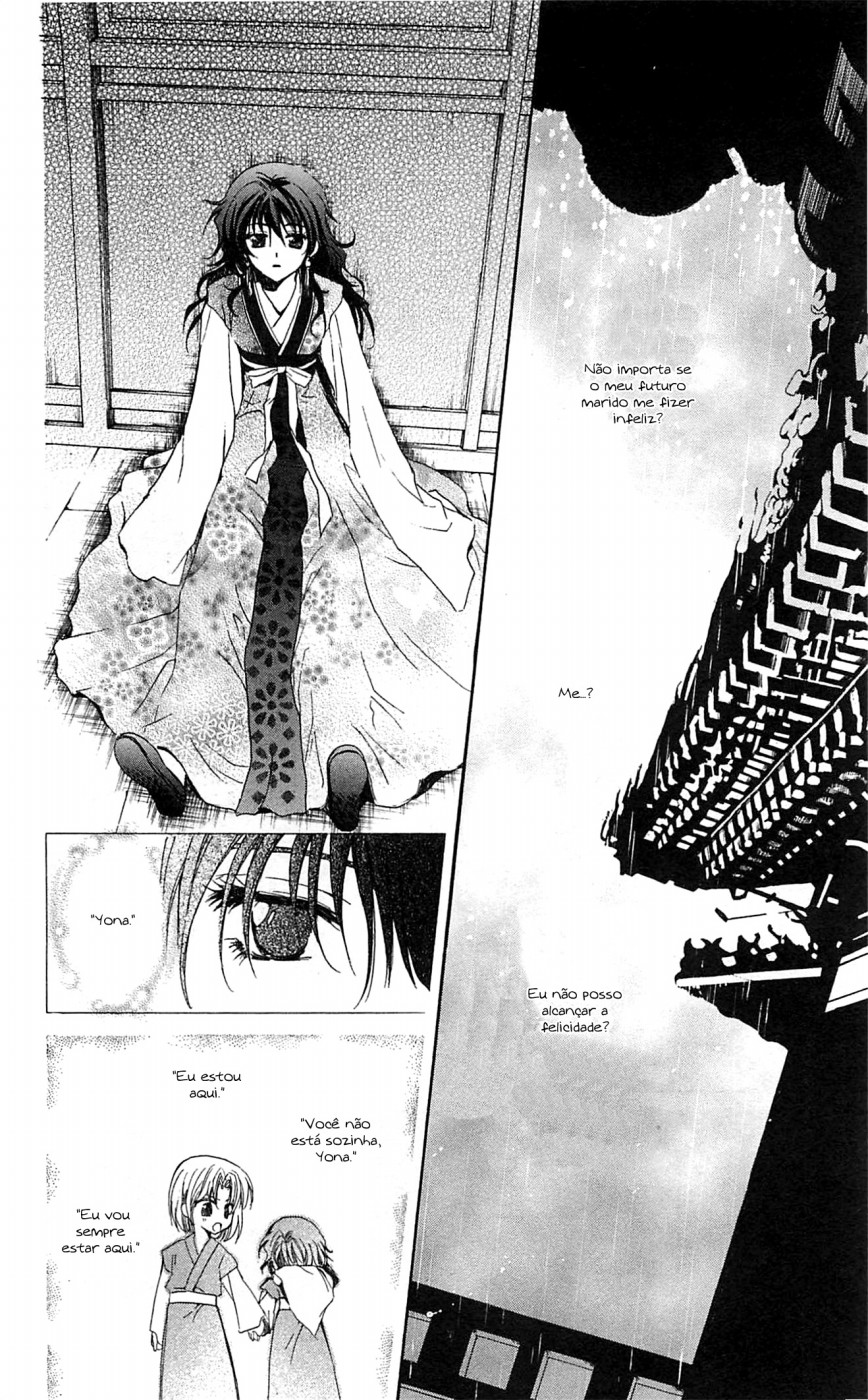 Não importa se
o meu futuro
marido me fizer
infeliz?
Me...?
Eu não posso
alcançar a
felicidade?
"Yona."
"Eu estou
aqui."
"Você não
está sozinha,
Yona."
"Eu vou
sempre
estar aqui."